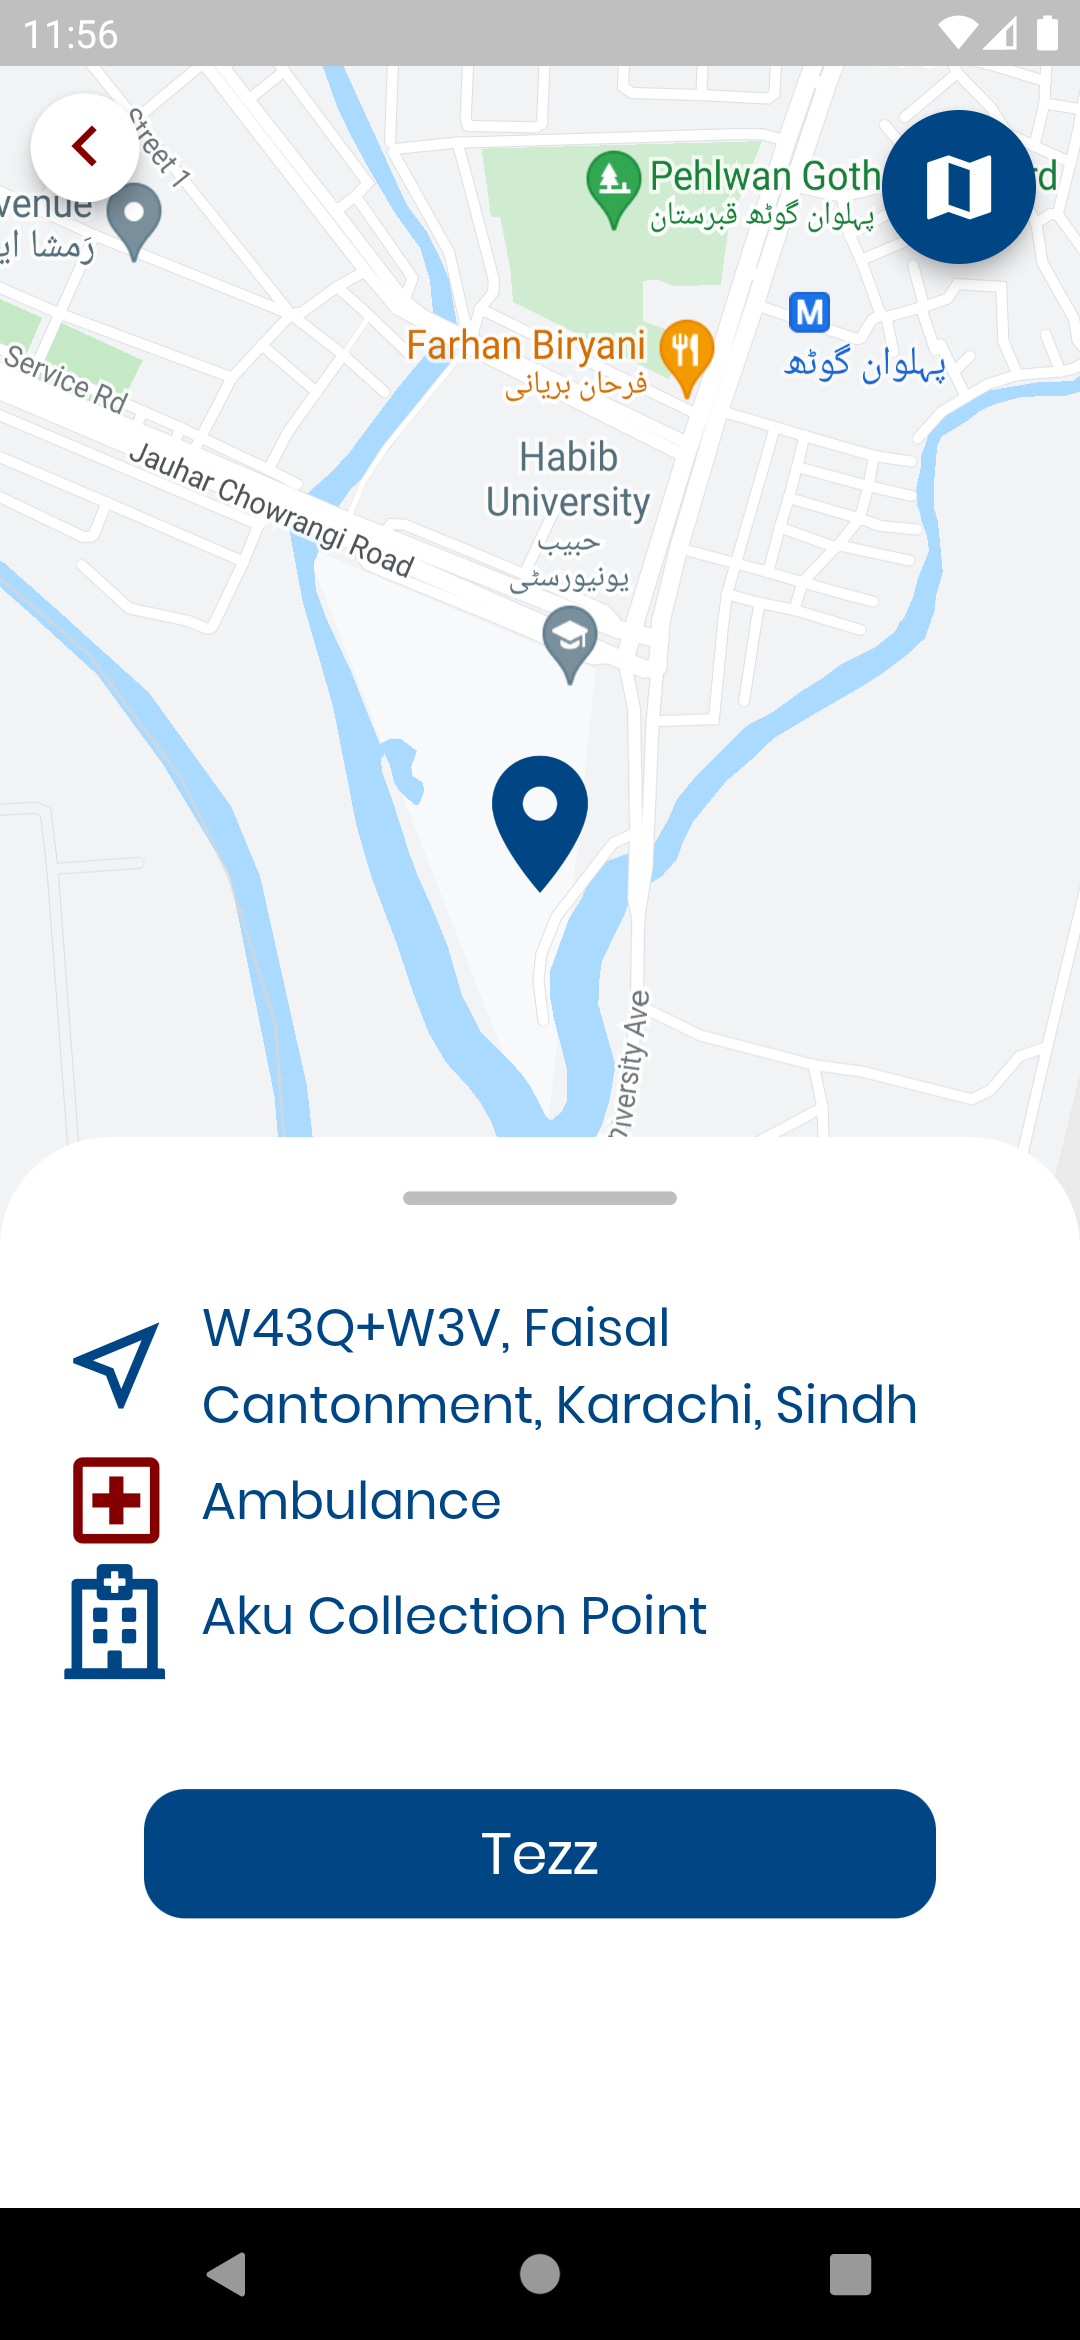 11:56
Street 1
venue
رَمشا ای
Pehlwan Goth
rd
پہلوان گوٹھ قبرستان
M
پہلوان گوٹھ
Farhan Biryani
فرحان بریانی
Service Rd
Jauhar Chowrangi Road
Habib
University
حبیب
یونیورسٹی
iversity Ave
W43Q+W3V, Faisal
Cantonment, Karachi, Sindh
Ambulance
Aku Collection Point
Tezz